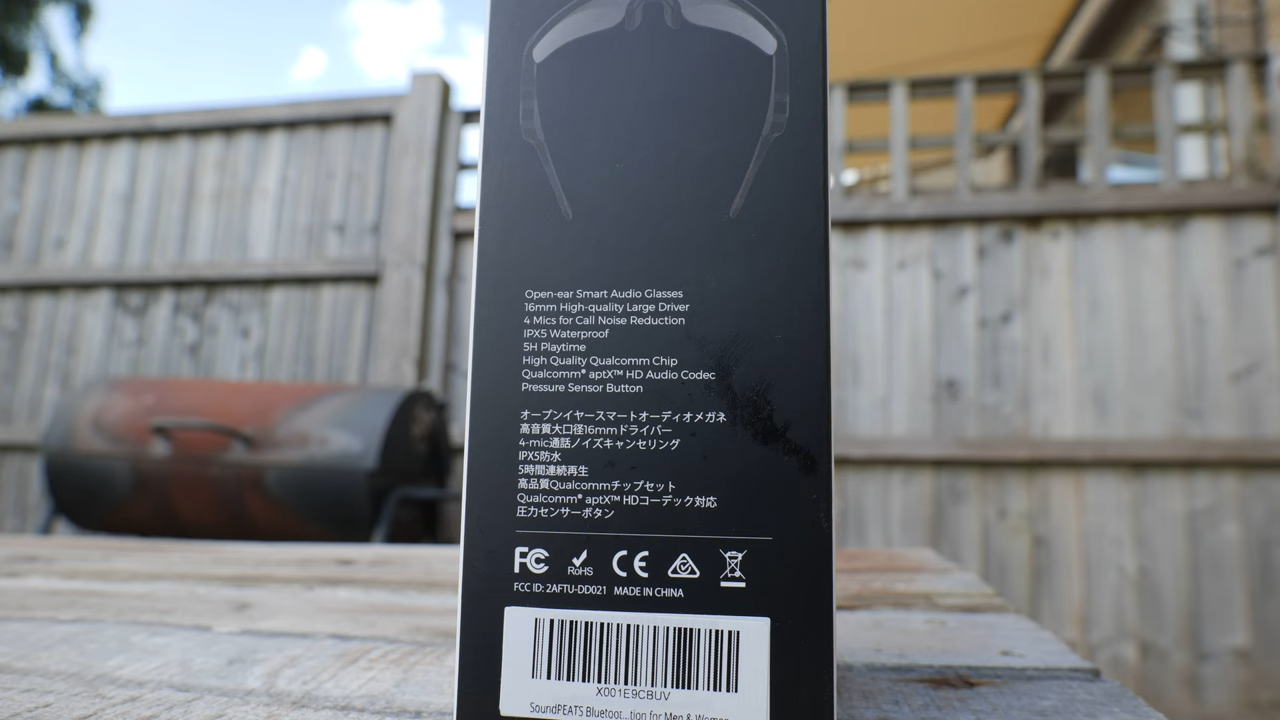 Open-ear Smart Audio Glasses
16mm High-quality Large Driver
4 Mics for Call Noise Reduction
IPX5 Waterproof
5H Playtime
High Quality Qualcomm Chip
Qualcomm® aptX™ HD Audio Codec
Pressure Sensor Button
オープンイヤースマートオーディオメガネ
高音質大口径16mmドライバー
4-mic通話ノイズキャンセリング
IPX5防水
5時間連続再生
高品質Qualcommチップセット
Qualcomm® aptX™ HDコーデック対応
圧力センサーボタン
FC RoHS CE
FCC ID: 2AFTU-DD021 MADE IN CHINA
X001E9CBUV
SoundPEATS Bluetoot...tion for Men & Women